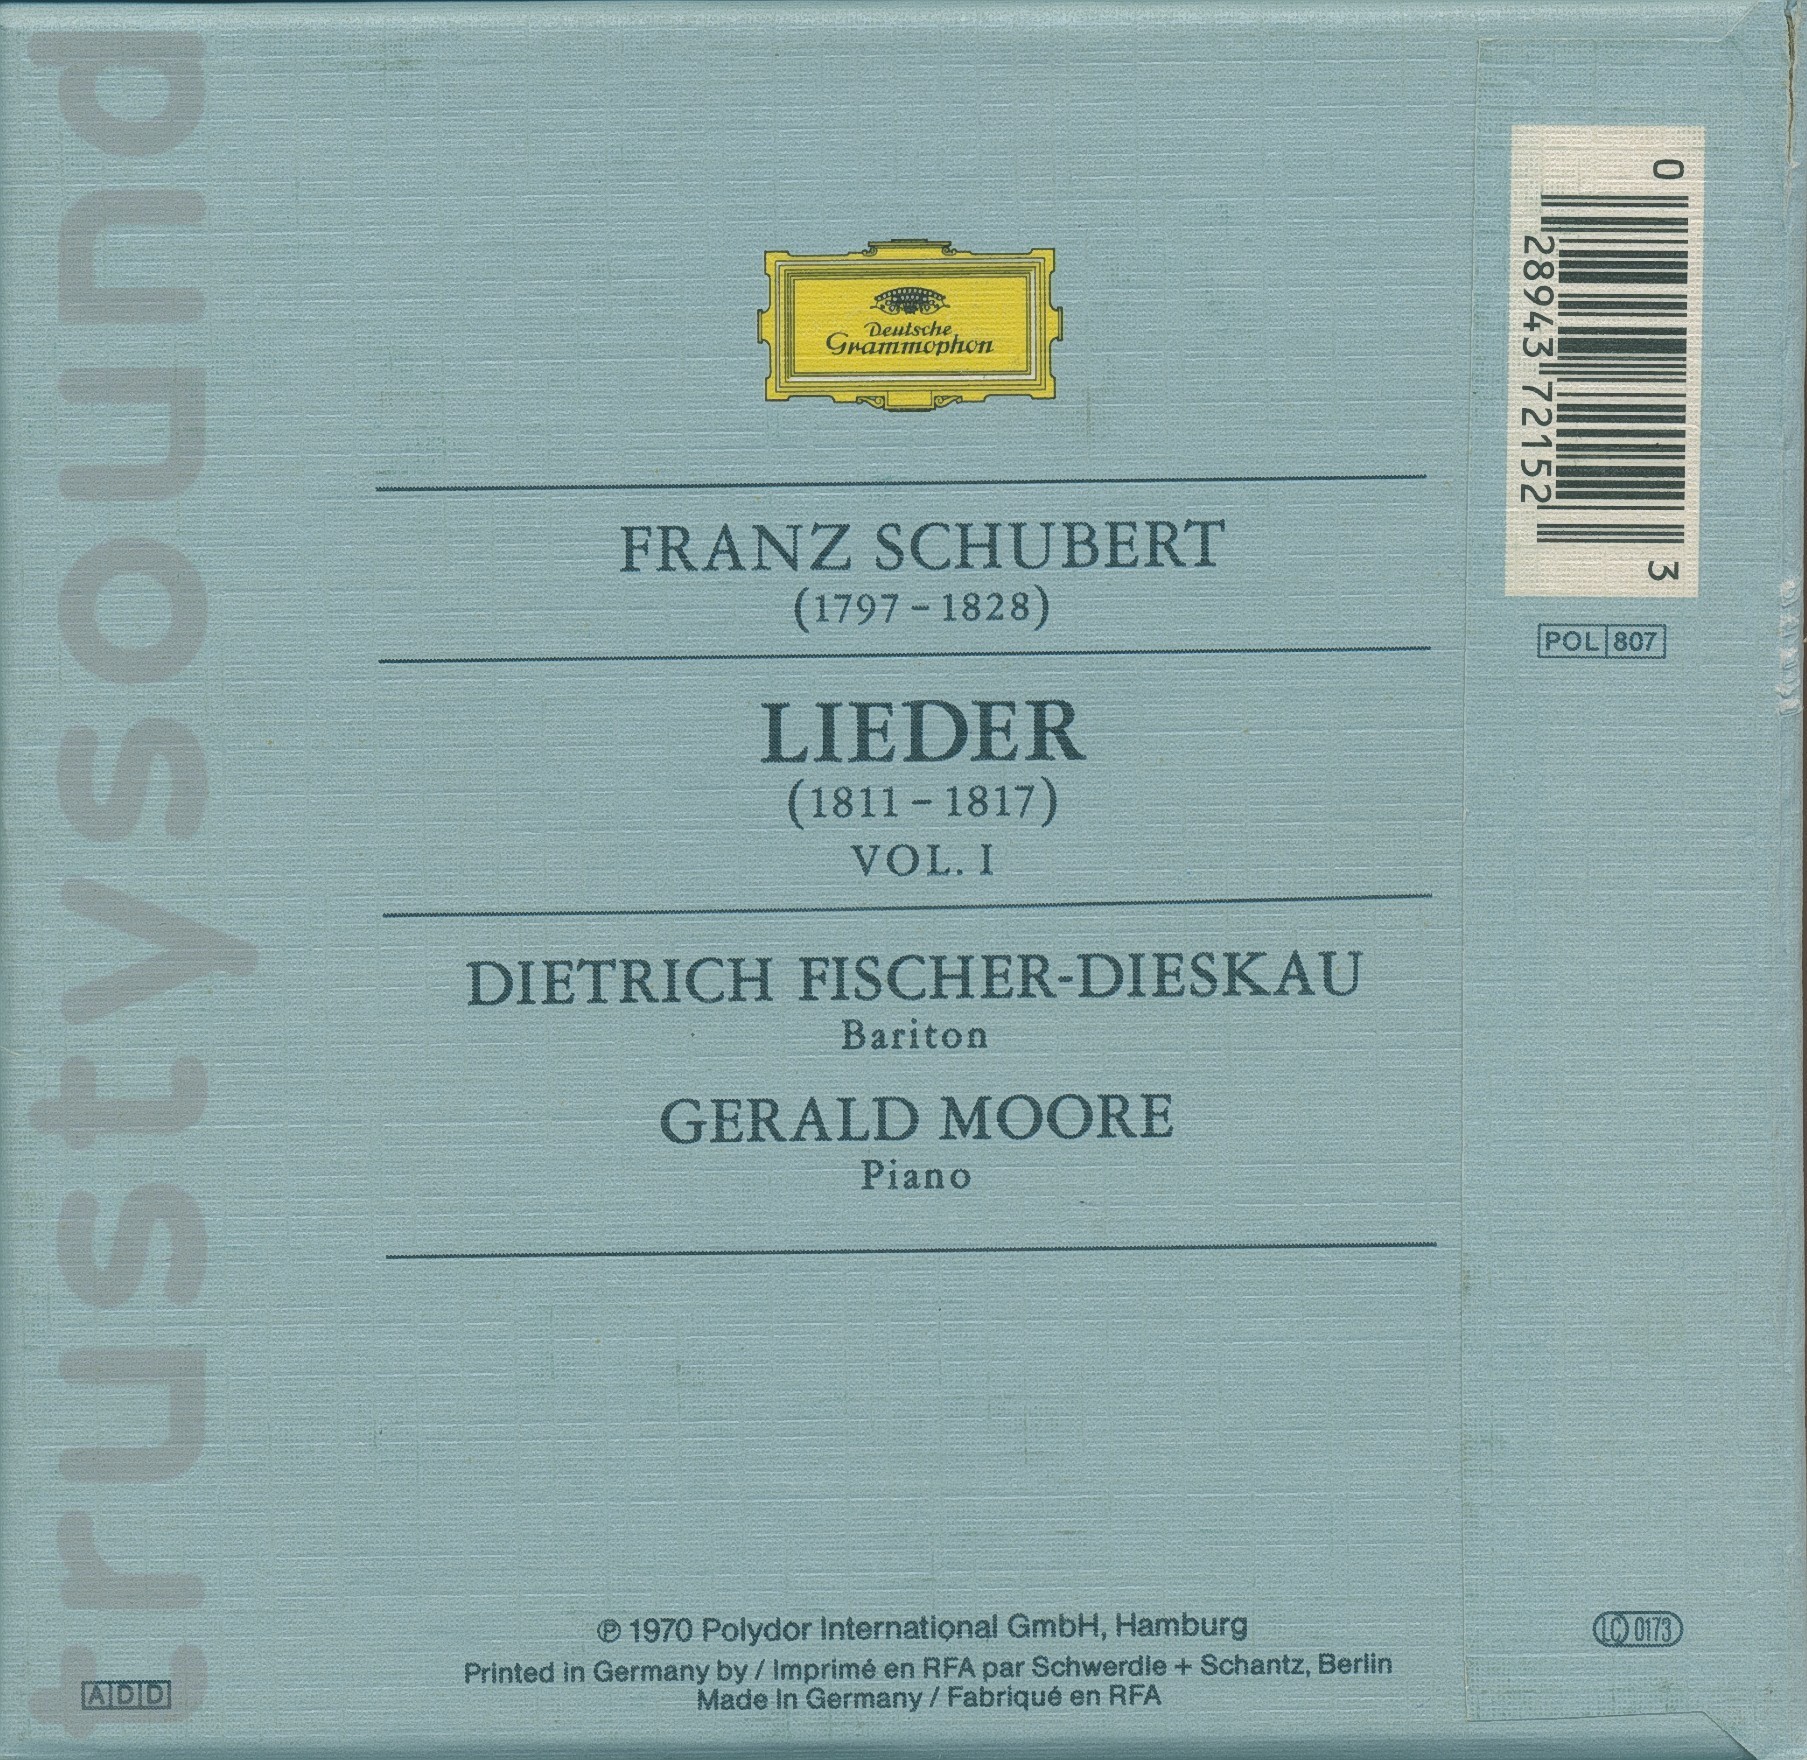 trustysound
Deutsche
Grammophon
FRANZ SCHUBERT
(1797 – 1828)
LIEDER
(1811 – 1817)
VOL. I
DIETRICH FISCHER-DIESKAU
Bariton
GERALD MOORE
Piano
℗ 1970 Polydor International GmbH, Hamburg
Printed in Germany by / Imprimé en RFA par Schwerdle + Schantz, Berlin
Made In Germany / Fabriqué en RFA
ADD
0 28943 72152 3
POL 807
LC 0173